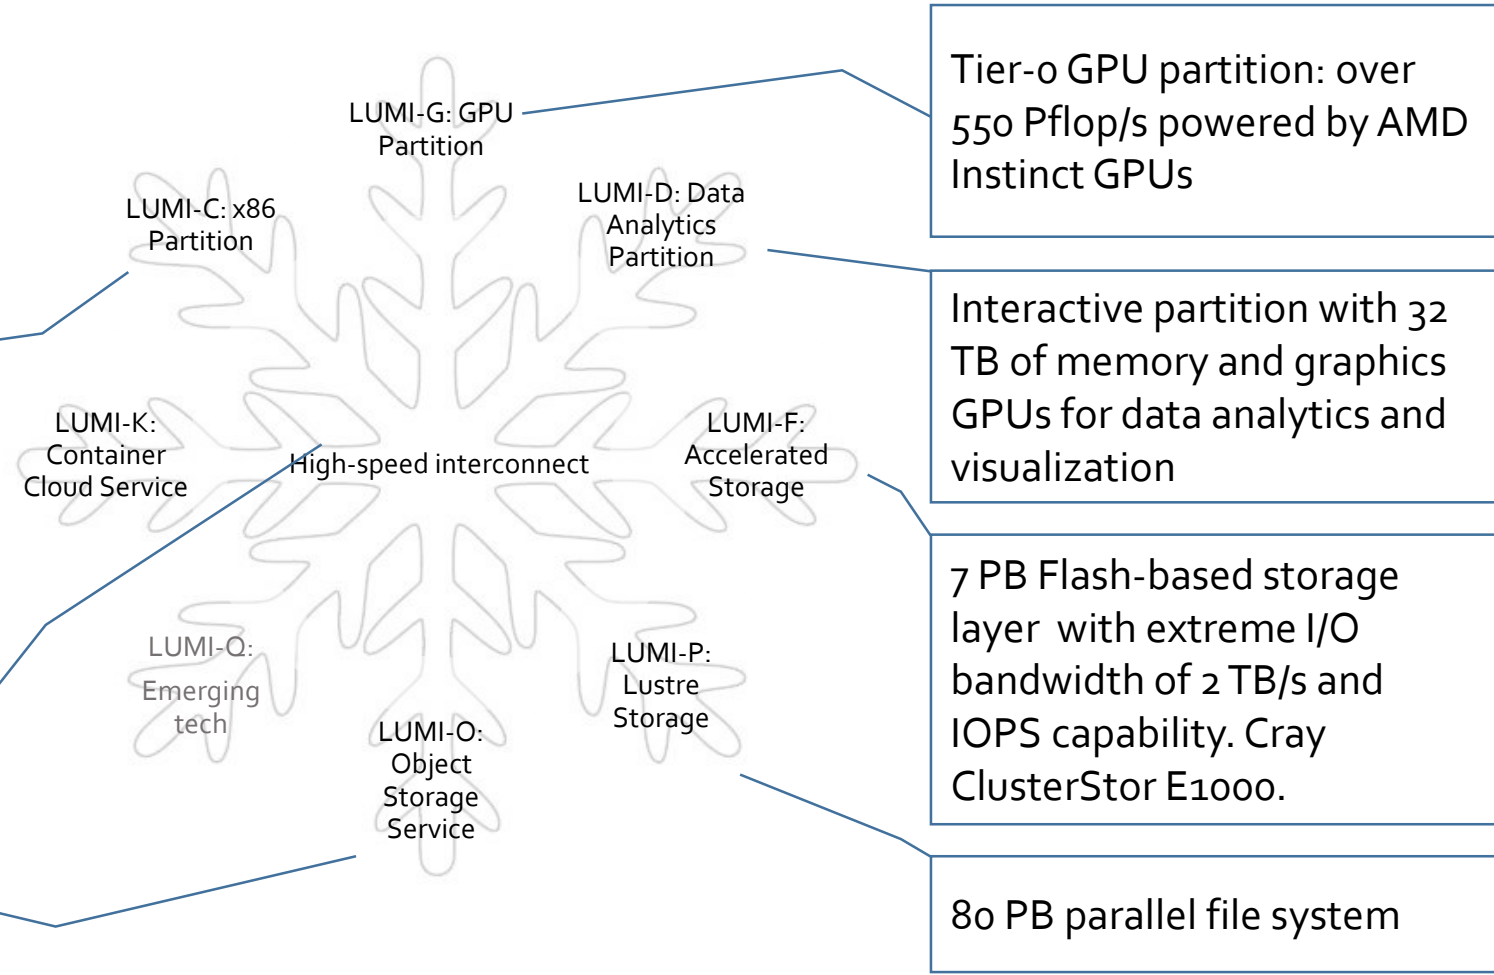 LUMI-G: GPU
Partition
LUMI-C: x86
Partition
LUMI-D: Data
Analytics
Partition
LUMI-K:
Container
Cloud Service
High-speed interconnect
LUMI-F:
Accelerated
Storage
LUMI-Q:
Emerging
tech
LUMI-O:
Object
Storage
Service
LUMI-P:
Lustre
Storage
Tier-0 GPU partition: over
550 Pflop/s powered by AMD
Instinct GPUs
Interactive partition with 32
TB of memory and graphics
GPUs for data analytics and
visualization
7 PB Flash-based storage
layer with extreme I/O
bandwidth of 2 TB/s and
IOPS capability. Cray
ClusterStor E1000.
80 PB parallel file system